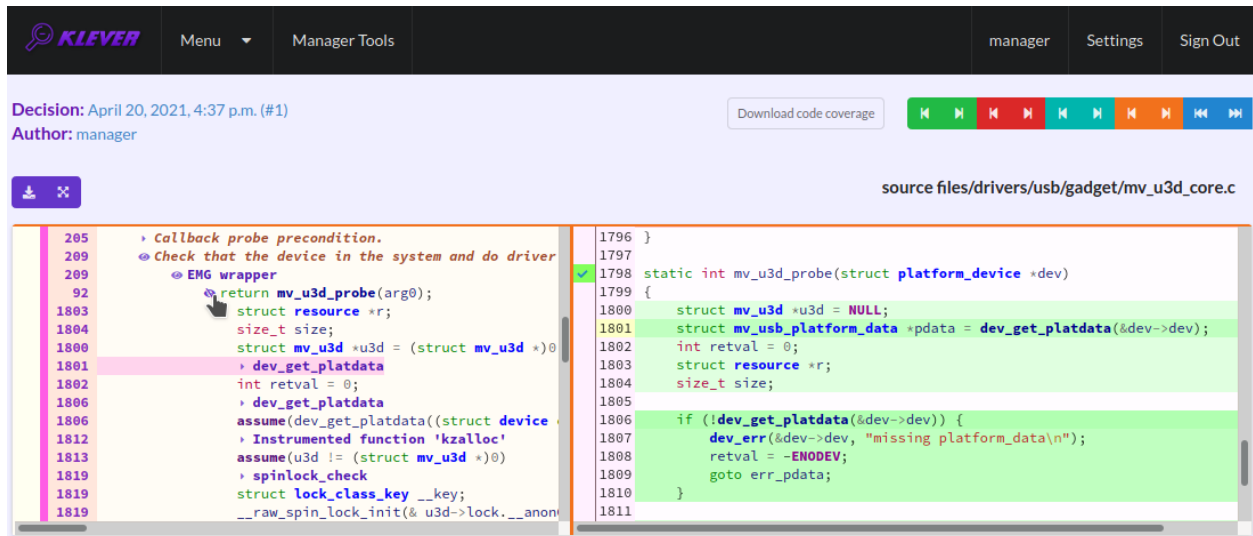 KLEVER Menu Manager Tools manager Settings Sign Out
Decision: April 20, 2021, 4:37 p.m. (#1)
Author: manager
Download code coverage
source files/drivers/usb/gadget/mv_u3d_core.c
205 Callback probe precondition.
209 Check that the device in the system and do driver
209 EMG wrapper
92 return mv_u3d_probe(arg0);
1803 struct resource *r;
1804 size_t size;
1800 struct mv_u3d *u3d = (struct mv_u3d *)0
1801 dev_get_platdata
1802 int retval = 0;
1806 dev_get_platdata
1806 assume(dev_get_platdata((struct device
1812 Instrumented function 'kzalloc'
1813 assume(u3d != (struct mv_u3d *)0)
1819 spinlock_check
1819 struct lock_class_key __key;
1819 __raw_spin_lock_init(& u3d->lock.__anon
1796 }
1797
1798 static int mv_u3d_probe(struct platform_device *dev)
1799 {
1800 struct mv_u3d *u3d = NULL;
1801 struct mv_usb_platform_data *pdata = dev_get_platdata(&dev->dev);
1802 int retval = 0;
1803 struct resource *r;
1804 size_t size;
1805
1806 if (!dev_get_platdata(&dev->dev)) {
1807 dev_err(&dev->dev, "missing platform_data\n");
1808 retval = -ENODEV;
1809 goto err_pdata;
1810 }
1811